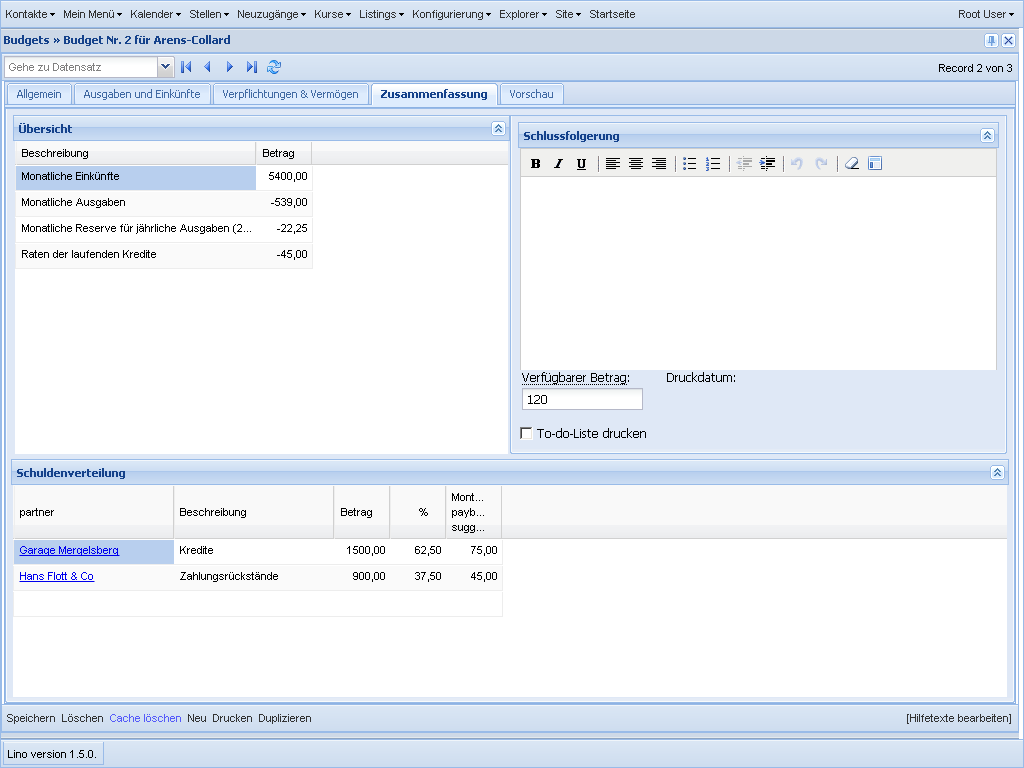 Kontakte Mein Menü Kalender Stellen Neuzugänge Kurse Listings Konfigurierung Explorer Site Startseite Root User
Budgets » Budget Nr. 2 für Arens-Collard
Gehe zu Datensatz Record 2 von 3
Allgemein Ausgaben und Einkünfte Verpflichtungen & Vermögen Zusammenfassung Vorschau
Übersicht
Beschreibung Betrag
Monatliche Einkünfte 5400,00
Monatliche Ausgaben -539,00
Monatliche Reserve für jährliche Ausgaben (2... -22,25
Raten der laufenden Kredite -45,00
Schlussfolgerung
B I U
Verfügbarer Betrag: Druckdatum:
120
To-do-Liste drucken
Schuldenverteilung
partner Beschreibung Betrag % Mont...
payb...
sugg...
Garage Mergelsberg Kredite 1500,00 62,50 75,00
Hans Flott & Co Zahlungsrückstände 900,00 37,50 45,00
Speichern Löschen Cache löschen Neu Drucken Duplizieren [Hilfetexte bearbeiten]
Lino version 1.5.0.